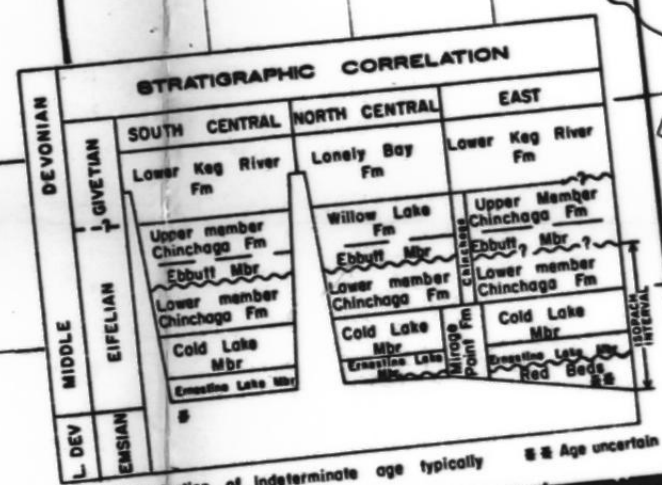 STRATIGRAPHIC CORRELATION
DEVONIAN
MIDDLE
L. DEV
GIVETIAN
?
EIFELIAN
EMSIAN
SOUTH CENTRAL
Lower Keg River
Fm
Upper member
Chinchaga Fm
Ebbutt Mbr
Lower member
Chinchaga Fm
Cold Lake
Mbr
Ernestina Lake Mbr
*
NORTH CENTRAL
Lonely Bay
Fm
Willow Lake
Fm
Ebbutt Mbr
Lower member
Chinchaga Fm
Cold Lake
Mbr
Ernestina Lake
Mbr
EAST
Lower Keg River
Fm
?
Chinchaga
Upper Member
Chinchaga Fm
Ebbutt ? Mbr ?
Lower member
Chinchaga Fm
Mirage
Point Fm
Cold Lake
Mbr
Ernestina Lake Mbr
Red Beds
**
ISOPACH
INTERVAL
of indeterminate age typically
** Age uncertain